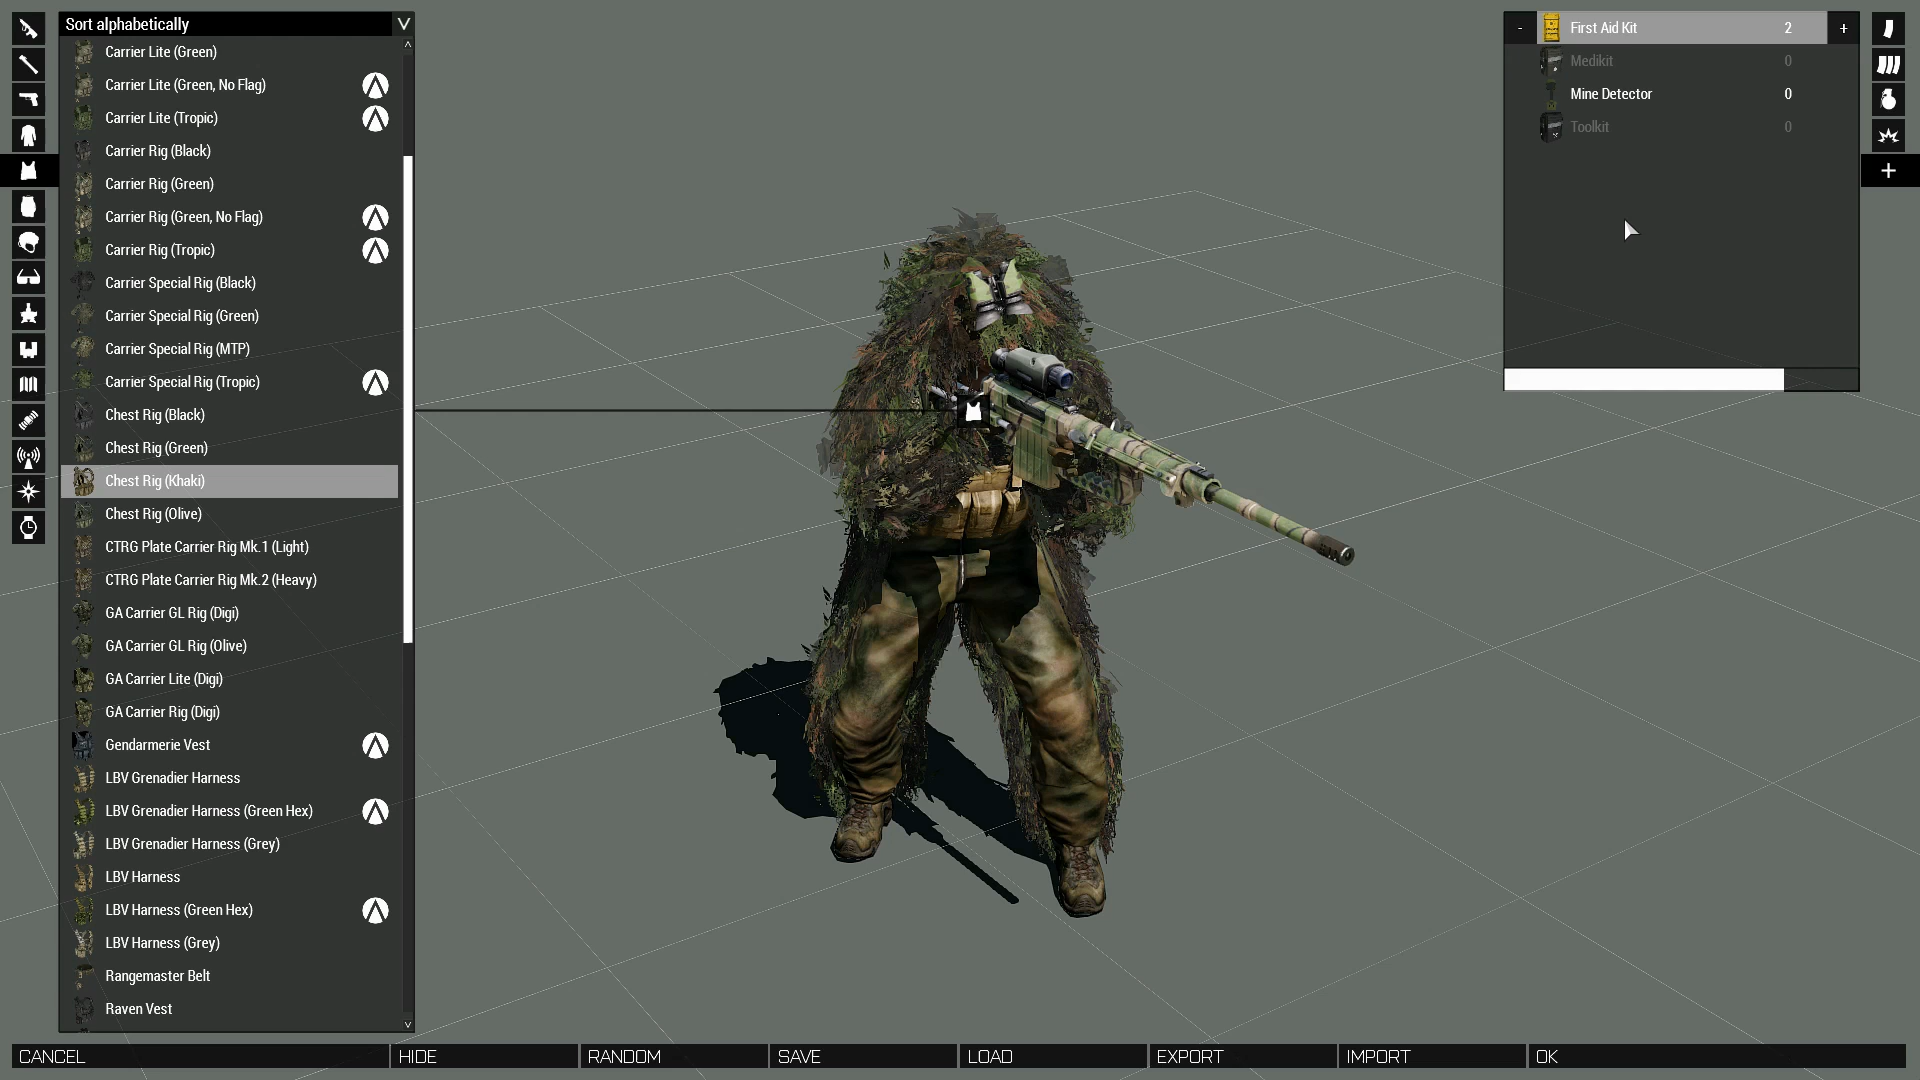 Sort alphabetically
Carrier Lite (Green)
Carrier Lite (Green, No Flag)
Carrier Lite (Tropic)
Carrier Rig (Black)
Carrier Rig (Green)
Carrier Rig (Green, No Flag)
Carrier Rig (Tropic)
Carrier Special Rig (Black)
Carrier Special Rig (Green)
Carrier Special Rig (MTP)
Carrier Special Rig (Tropic)
Chest Rig (Black)
Chest Rig (Green)
Chest Rig (Khaki)
Chest Rig (Olive)
CTRG Plate Carrier Rig Mk.1 (Light)
CTRG Plate Carrier Rig Mk.2 (Heavy)
GA Carrier GL Rig (Digi)
GA Carrier GL Rig (Olive)
GA Carrier Lite (Digi)
GA Carrier Rig (Digi)
Gendarmerie Vest
LBV Grenadier Harness
LBV Grenadier Harness (Green Hex)
LBV Grenadier Harness (Grey)
LBV Harness
LBV Harness (Green Hex)
LBV Harness (Grey)
Rangemaster Belt
Raven Vest
- First Aid Kit 2 +
Medikit 0
Mine Detector 0
Toolkit 0
CANCEL HIDE RANDOM SAVE LOAD EXPORT IMPORT OK